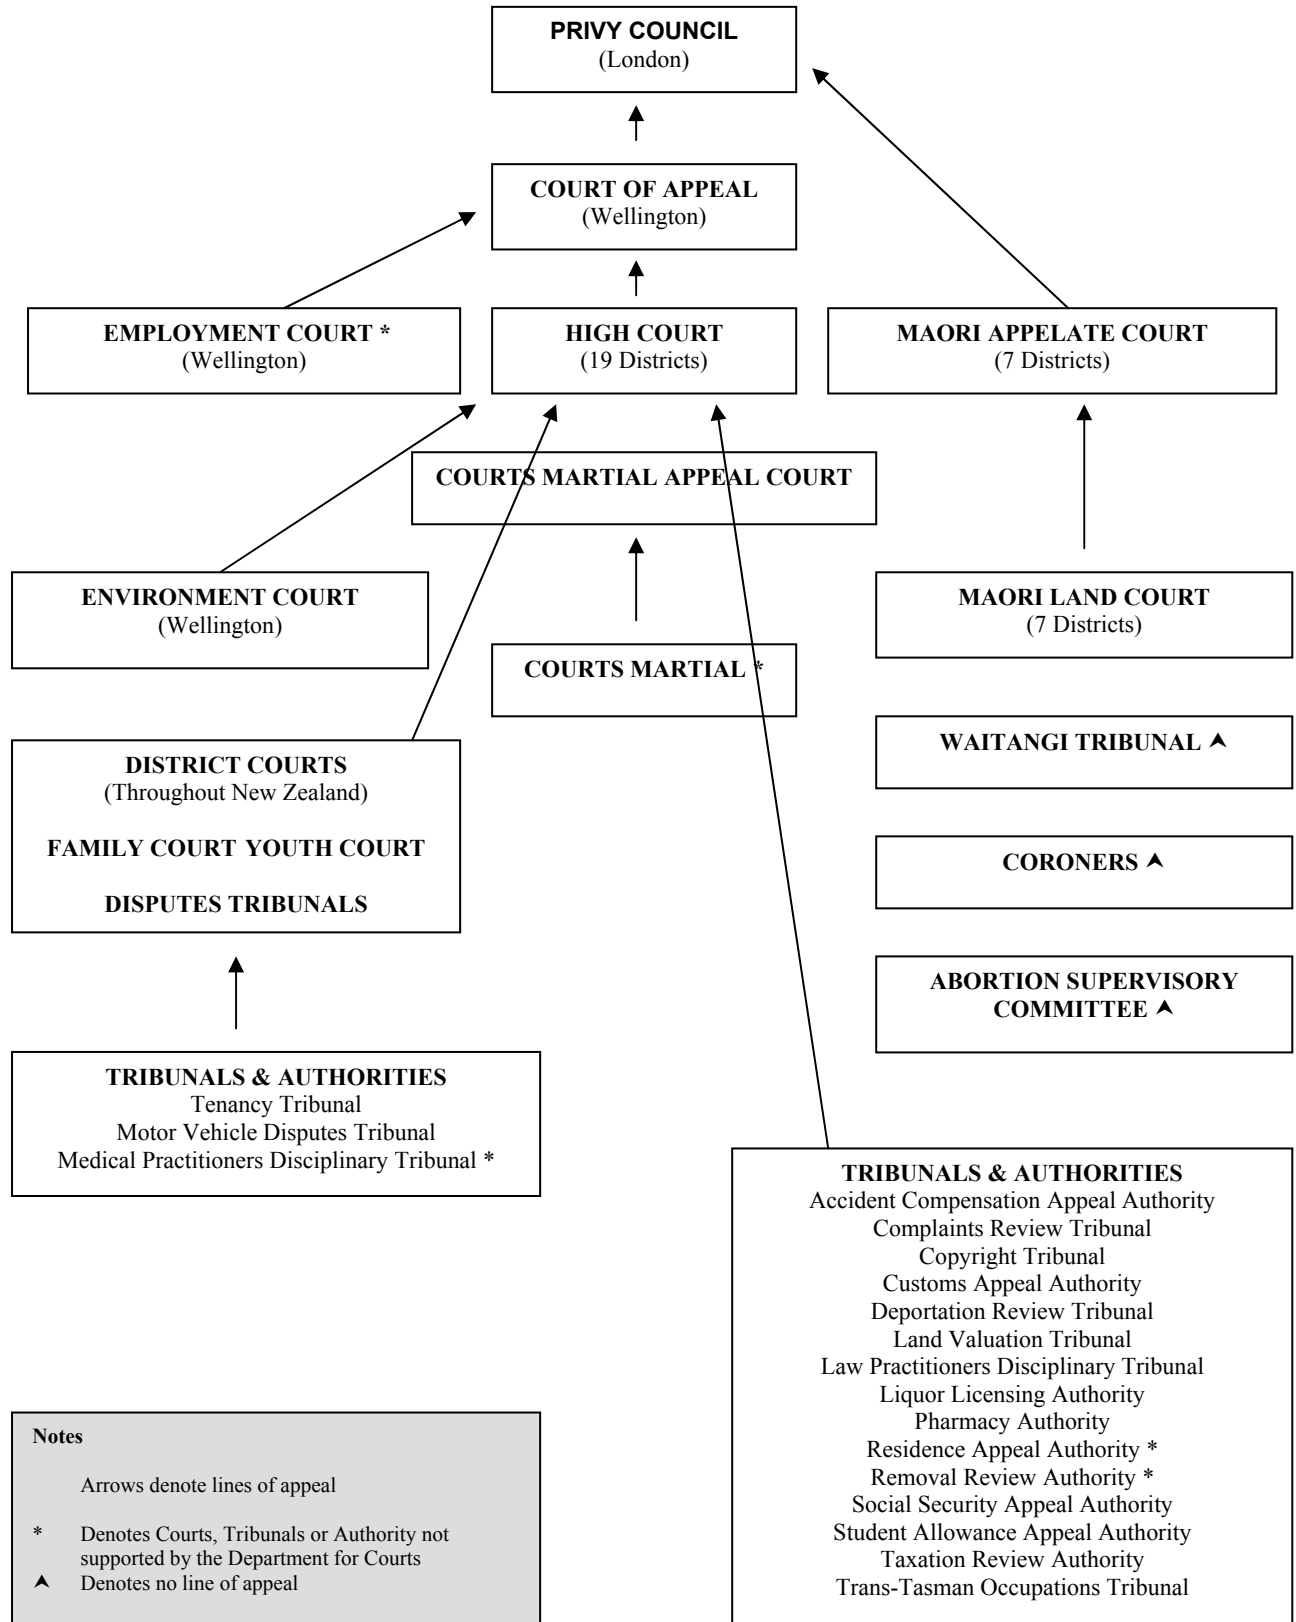 PRIVY COUNCIL
(London)
COURT OF APPEAL
(Wellington)
EMPLOYMENT COURT *
(Wellington)
HIGH COURT
(19 Districts)
MAORI APPELATE COURT
(7 Districts)
COURTS MARTIAL APPEAL COURT
ENVIRONMENT COURT
(Wellington)
MAORI LAND COURT
(7 Districts)
COURTS MARTIAL *
WAITANGI TRIBUNAL ⮝
DISTRICT COURTS
(Throughout New Zealand)
FAMILY COURT YOUTH COURT
DISPUTES TRIBUNALS
CORONERS ⮝
ABORTION SUPERVISORY
COMMITTEE ⮝
TRIBUNALS & AUTHORITIES
Tenancy Tribunal
Motor Vehicle Disputes Tribunal
Medical Practitioners Disciplinary Tribunal *
TRIBUNALS & AUTHORITIES
Accident Compensation Appeal Authority
Complaints Review Tribunal
Copyright Tribunal
Customs Appeal Authority
Deportation Review Tribunal
Land Valuation Tribunal
Law Practitioners Disciplinary Tribunal
Liquor Licensing Authority
Pharmacy Authority
Residence Appeal Authority *
Removal Review Authority *
Social Security Appeal Authority
Student Allowance Appeal Authority
Taxation Review Authority
Trans-Tasman Occupations Tribunal
Notes
Arrows denote lines of appeal
* Denotes Courts, Tribunals or Authority not
supported by the Department for Courts
⮝ Denotes no line of appeal